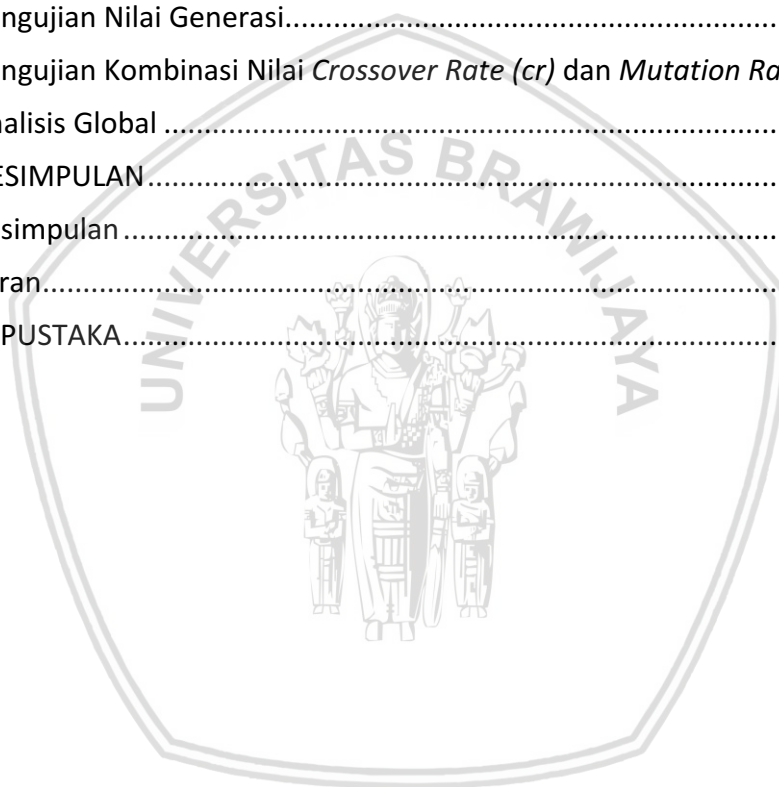 ngujian Nilai Generasi....................................................................
ngujian Kombinasi Nilai Crossover Rate (cr) dan Mutation Ra
nalisis Global ....................................................................................
ESIMPULAN......................................................................................
simpulan .........................................................................................
ran....................................................................................................
PUSTAKA.........................................................................................
UNIVERSITAS BRAWIJAYA